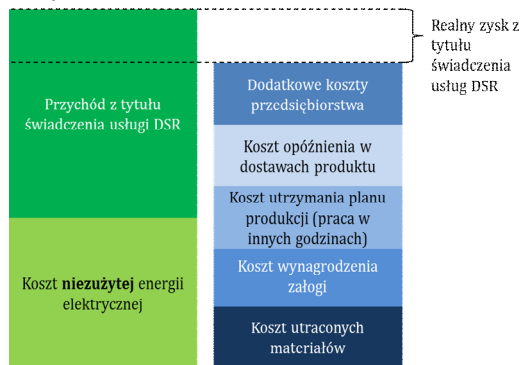 Realny zysk z
tytułu
świadczenia
usług DSR
Przychód z tytułu
świadczenia usługi DSR
Koszt niezużytej energii
elektrycznej
Dodatkowe koszty
przedsiębiorstwa
Koszt opóźnienia w
dostawach produktu
Koszt utrzymania planu
produkcji (praca w
innych godzinach)
Koszt wynagrodzenia
załogi
Koszt utraconych
materiałów